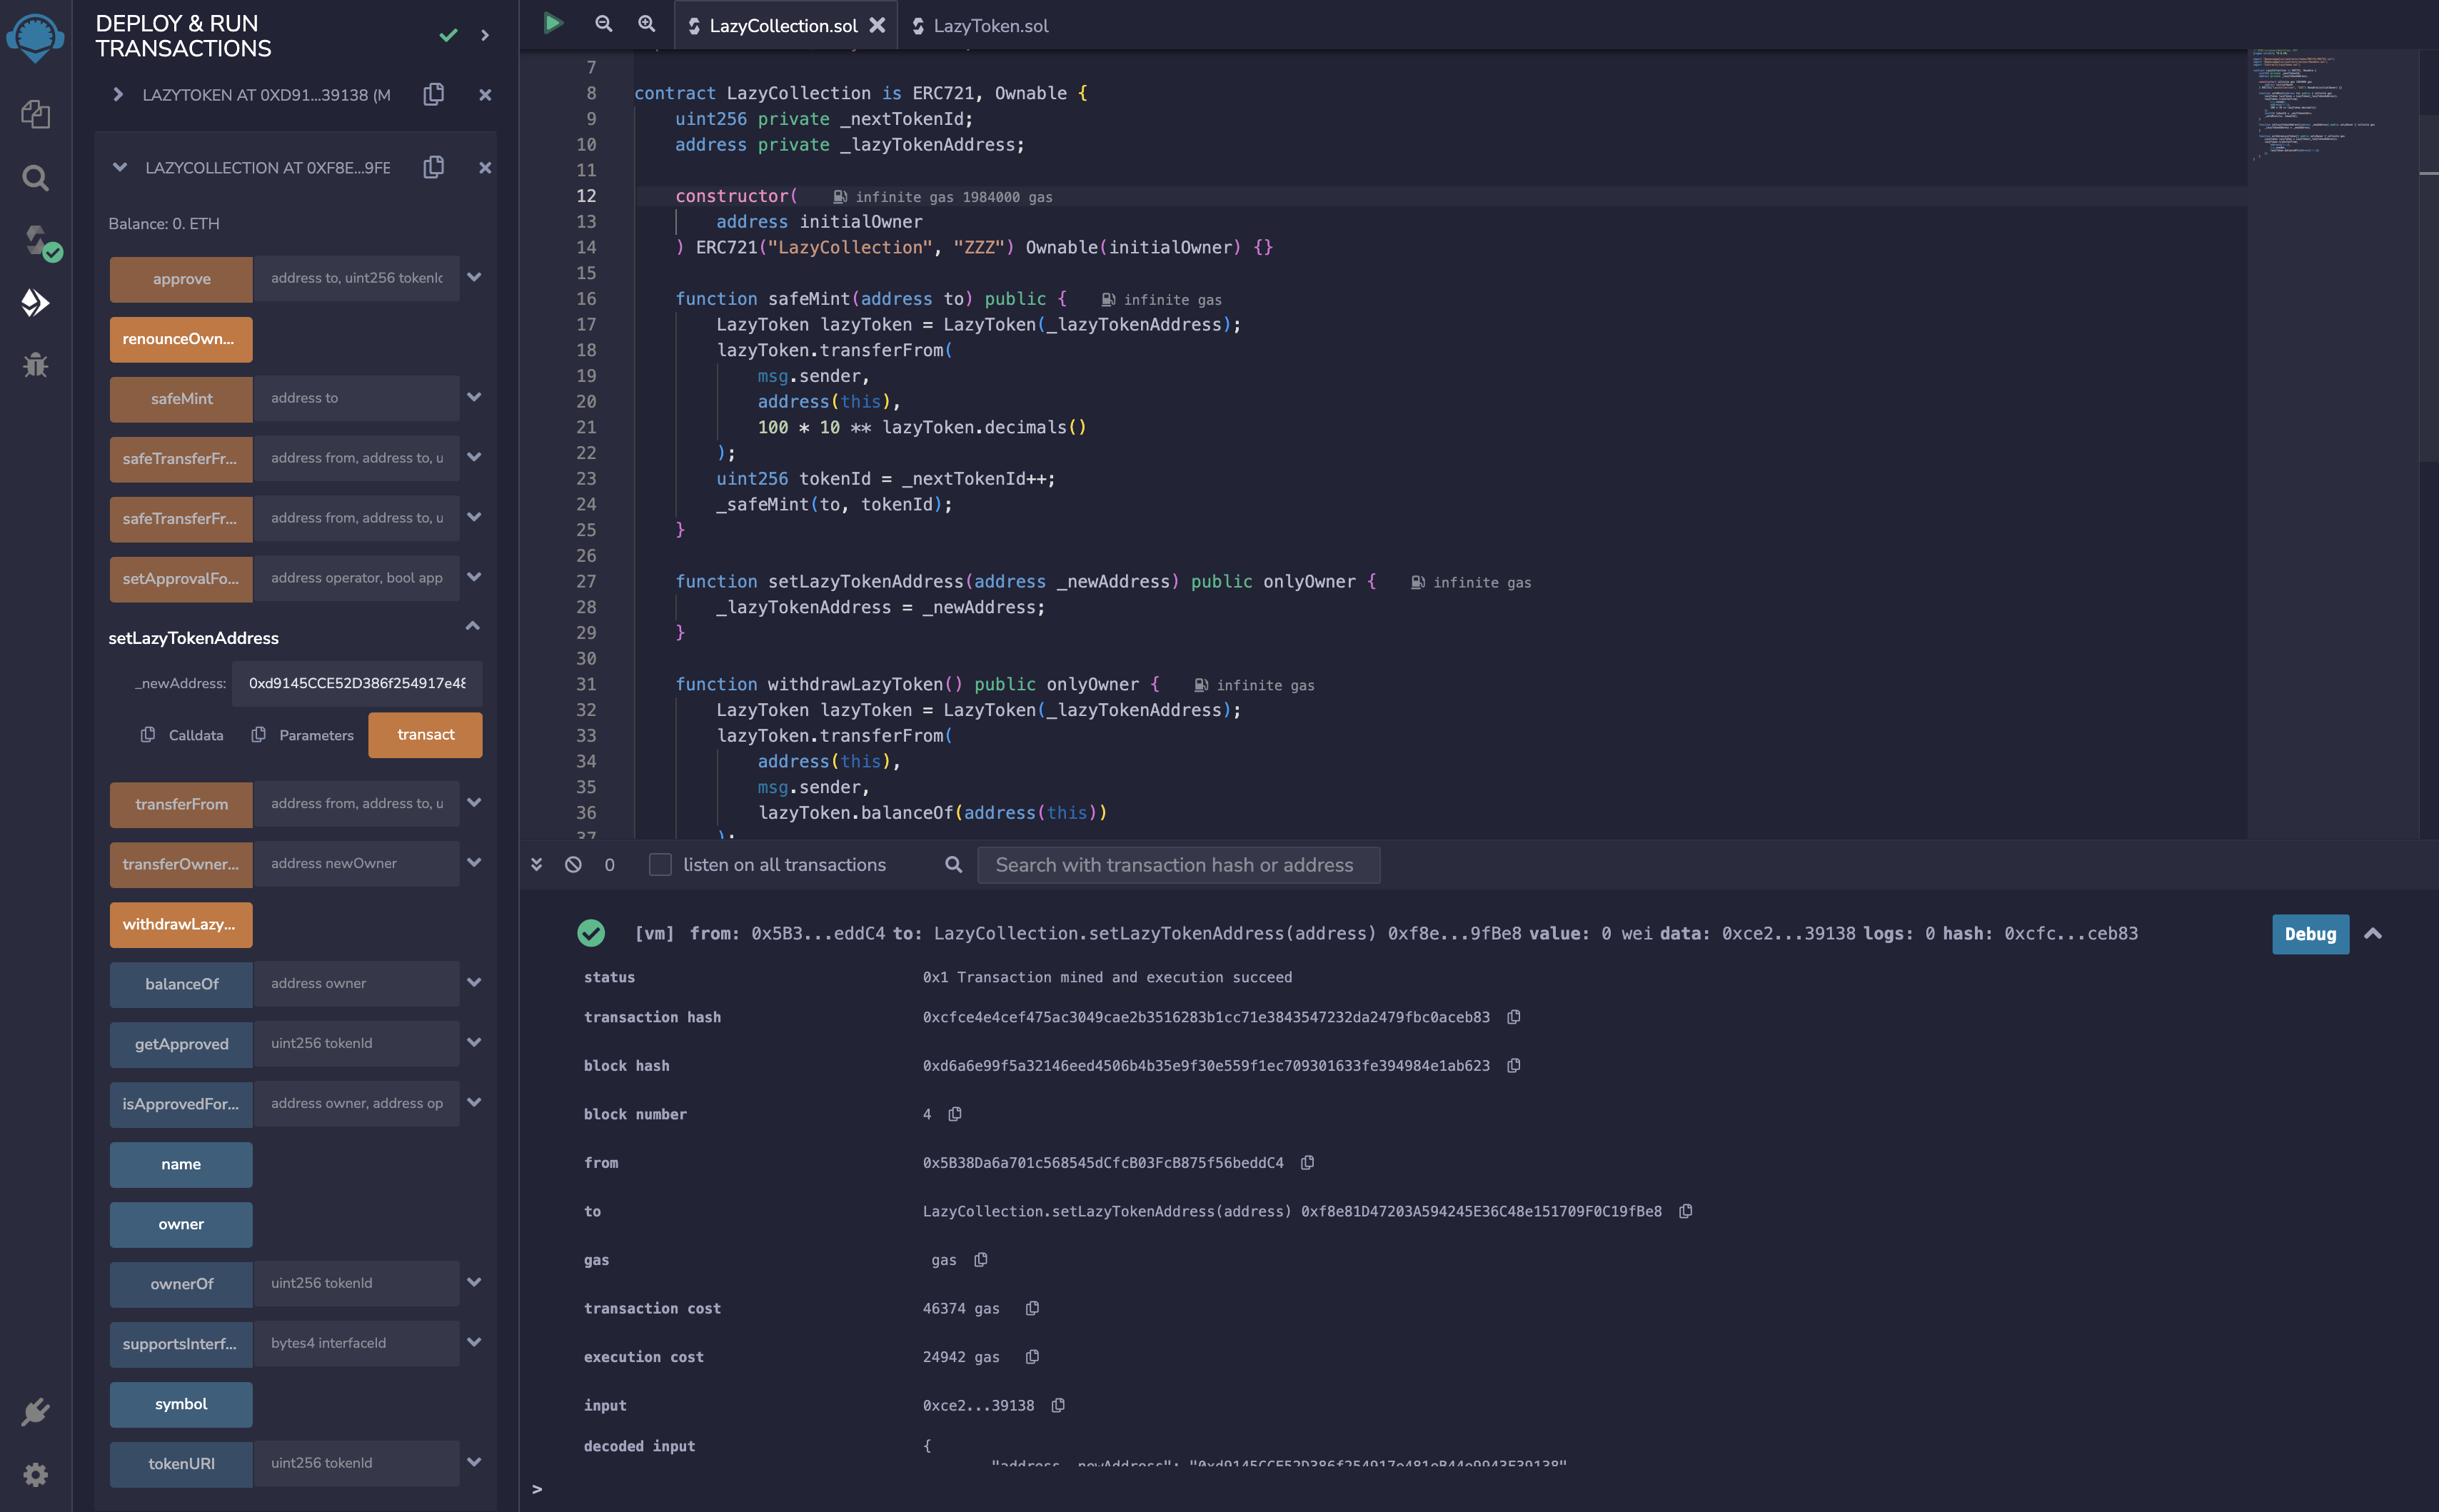 DEPLOY & RUN
TRANSACTIONS
LAZYTOKEN AT 0XD91...39138 (M
LAZYCOLLECTION AT 0XF8E...9FE
Balance: 0. ETH
approve address to, uint256 tokenId
renounceOwn...
safeMint address to
safeTransferFr... address from, address to, u
safeTransferFr... address from, address to, u
setApprovalFo... address operator, bool app
setLazyTokenAddress
_newAddress: 0xd9145CCE52D386f254917e48
Calldata Parameters transact
transferFrom address from, address to, u
transferOwner... address newOwner
withdrawLazy...
balanceOf address owner
getApproved uint256 tokenId
isApprovedFor... address owner, address op
name
owner
ownerOf uint256 tokenId
supportsInterf... bytes4 interfaceId
symbol
tokenURI uint256 tokenId
LazyCollection.sol LazyToken.sol
7
8 contract LazyCollection is ERC721, Ownable {
9 uint256 private _nextTokenId;
10 address private _lazyTokenAddress;
11
12 constructor( infinite gas 1984000 gas
13 address initialOwner
14 ) ERC721("LazyCollection", "ZZZ") Ownable(initialOwner) {}
15
16 function safeMint(address to) public { infinite gas
17 LazyToken lazyToken = LazyToken(_lazyTokenAddress);
18 lazyToken.transferFrom(
19 msg.sender,
20 address(this),
21 100 * 10 ** lazyToken.decimals()
22 );
23 uint256 tokenId = _nextTokenId++;
24 _safeMint(to, tokenId);
25 }
26
27 function setLazyTokenAddress(address _newAddress) public onlyOwner { infinite gas
28 _lazyTokenAddress = _newAddress;
29 }
30
31 function withdrawLazyToken() public onlyOwner { infinite gas
32 LazyToken lazyToken = LazyToken(_lazyTokenAddress);
33 lazyToken.transferFrom(
34 address(this),
35 msg.sender,
36 lazyToken.balanceOf(address(this))
37 );
0 listen on all transactions Search with transaction hash or address
[vm] from: 0x5B3...eddC4 to: LazyCollection.setLazyTokenAddress(address) 0xf8e...9fBe8 value: 0 wei data: 0xce2...39138 logs: 0 hash: 0xcfc...ceb83 Debug
status 0x1 Transaction mined and execution succeed
transaction hash 0xcfce4e4cef475ac3049cae2b3516283b1cc71e3843547232da2479fbc0aceb83
block hash 0xd6a6e99f5a32146eed4506b4b35e9f30e559f1ec709301633fe394984e1ab623
block number 4
from 0x5B38Da6a701c568545dCfcB03FcB875f56beddC4
to LazyCollection.setLazyTokenAddress(address) 0xf8e81D47203A594245E36C48e151709F0C19fBe8
gas gas
transaction cost 46374 gas
execution cost 24942 gas
input 0xce2...39138
decoded input {
"address _newAddress": "0xd9145CCE52D386f254917e481eB44e9943F39138"
>